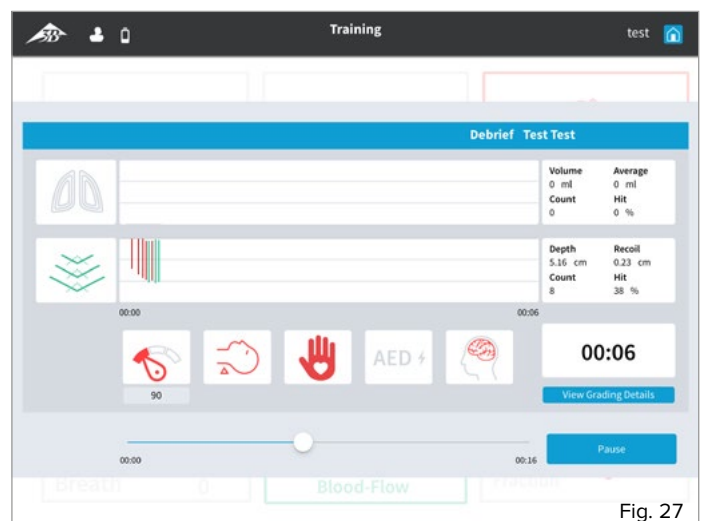 3B
Training
test
Debrief Test Test
Volume Average
0 ml 0 ml
Count Hit
0 0 %
Depth Recoil
5.16 cm 0.23 cm
Count Hit
8 38 %
00:00 00:06
AED
00:06
90
View Grading Details
00:00 00:16
Pause
Breath 0
Blood-Flow
Fraction
Fig. 27